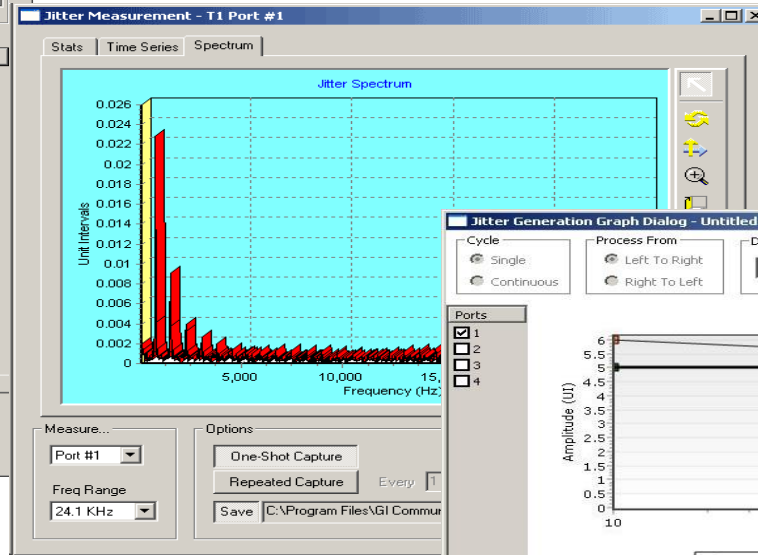 Jitter Measurement - T1 Port #1
Stats
Time Series
Spectrum
Jitter Spectrum
0.026
0.024
0.022
0.02
0.018
0.016
0.014
0.012
0.01
0.008
0.006
0.004
0.002
0
Unit Intervals
5,000
10,000
15,
Frequency (Hz)
Measure...
Port #1
Freq Range
24.1 KHz
Options
One-Shot Capture
Repeated Capture
Every
1
Save
C:\Program Files\GI Commu
Jitter Generation Graph Dialog - Untitled
Cycle
Single
Continuous
Process From
Left To Right
Right To Left
D
Ports
1
2
3
4
6
5.5
5
4.5
4
3.5
3
2.5
2
1.5
1
0.5
0
Amplitude (UI)
10